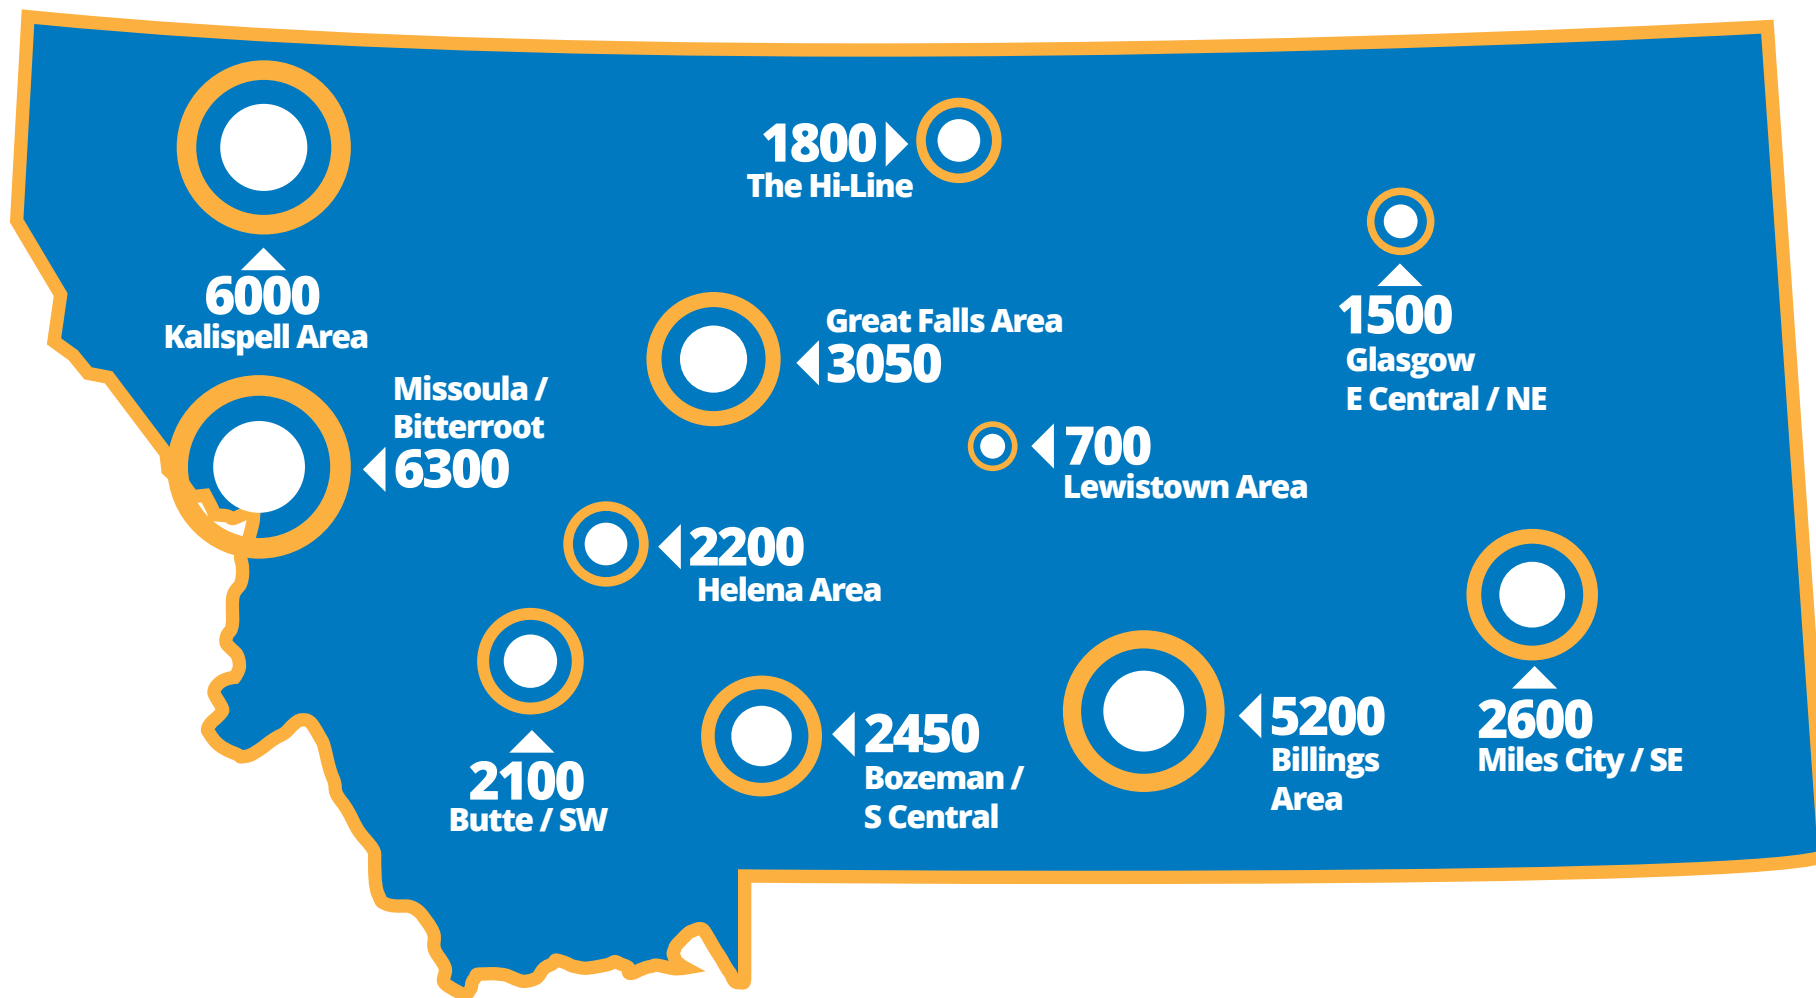 1800
The Hi-Line
6000
Kalispell Area
1500
Glasgow
E Central / NE
Great Falls Area
3050
Missoula /
Bitterroot
6300
700
Lewistown Area
2200
Helena Area
2100
Butte / SW
2450
Bozeman /
S Central
5200
Billings
Area
2600
Miles City / SE